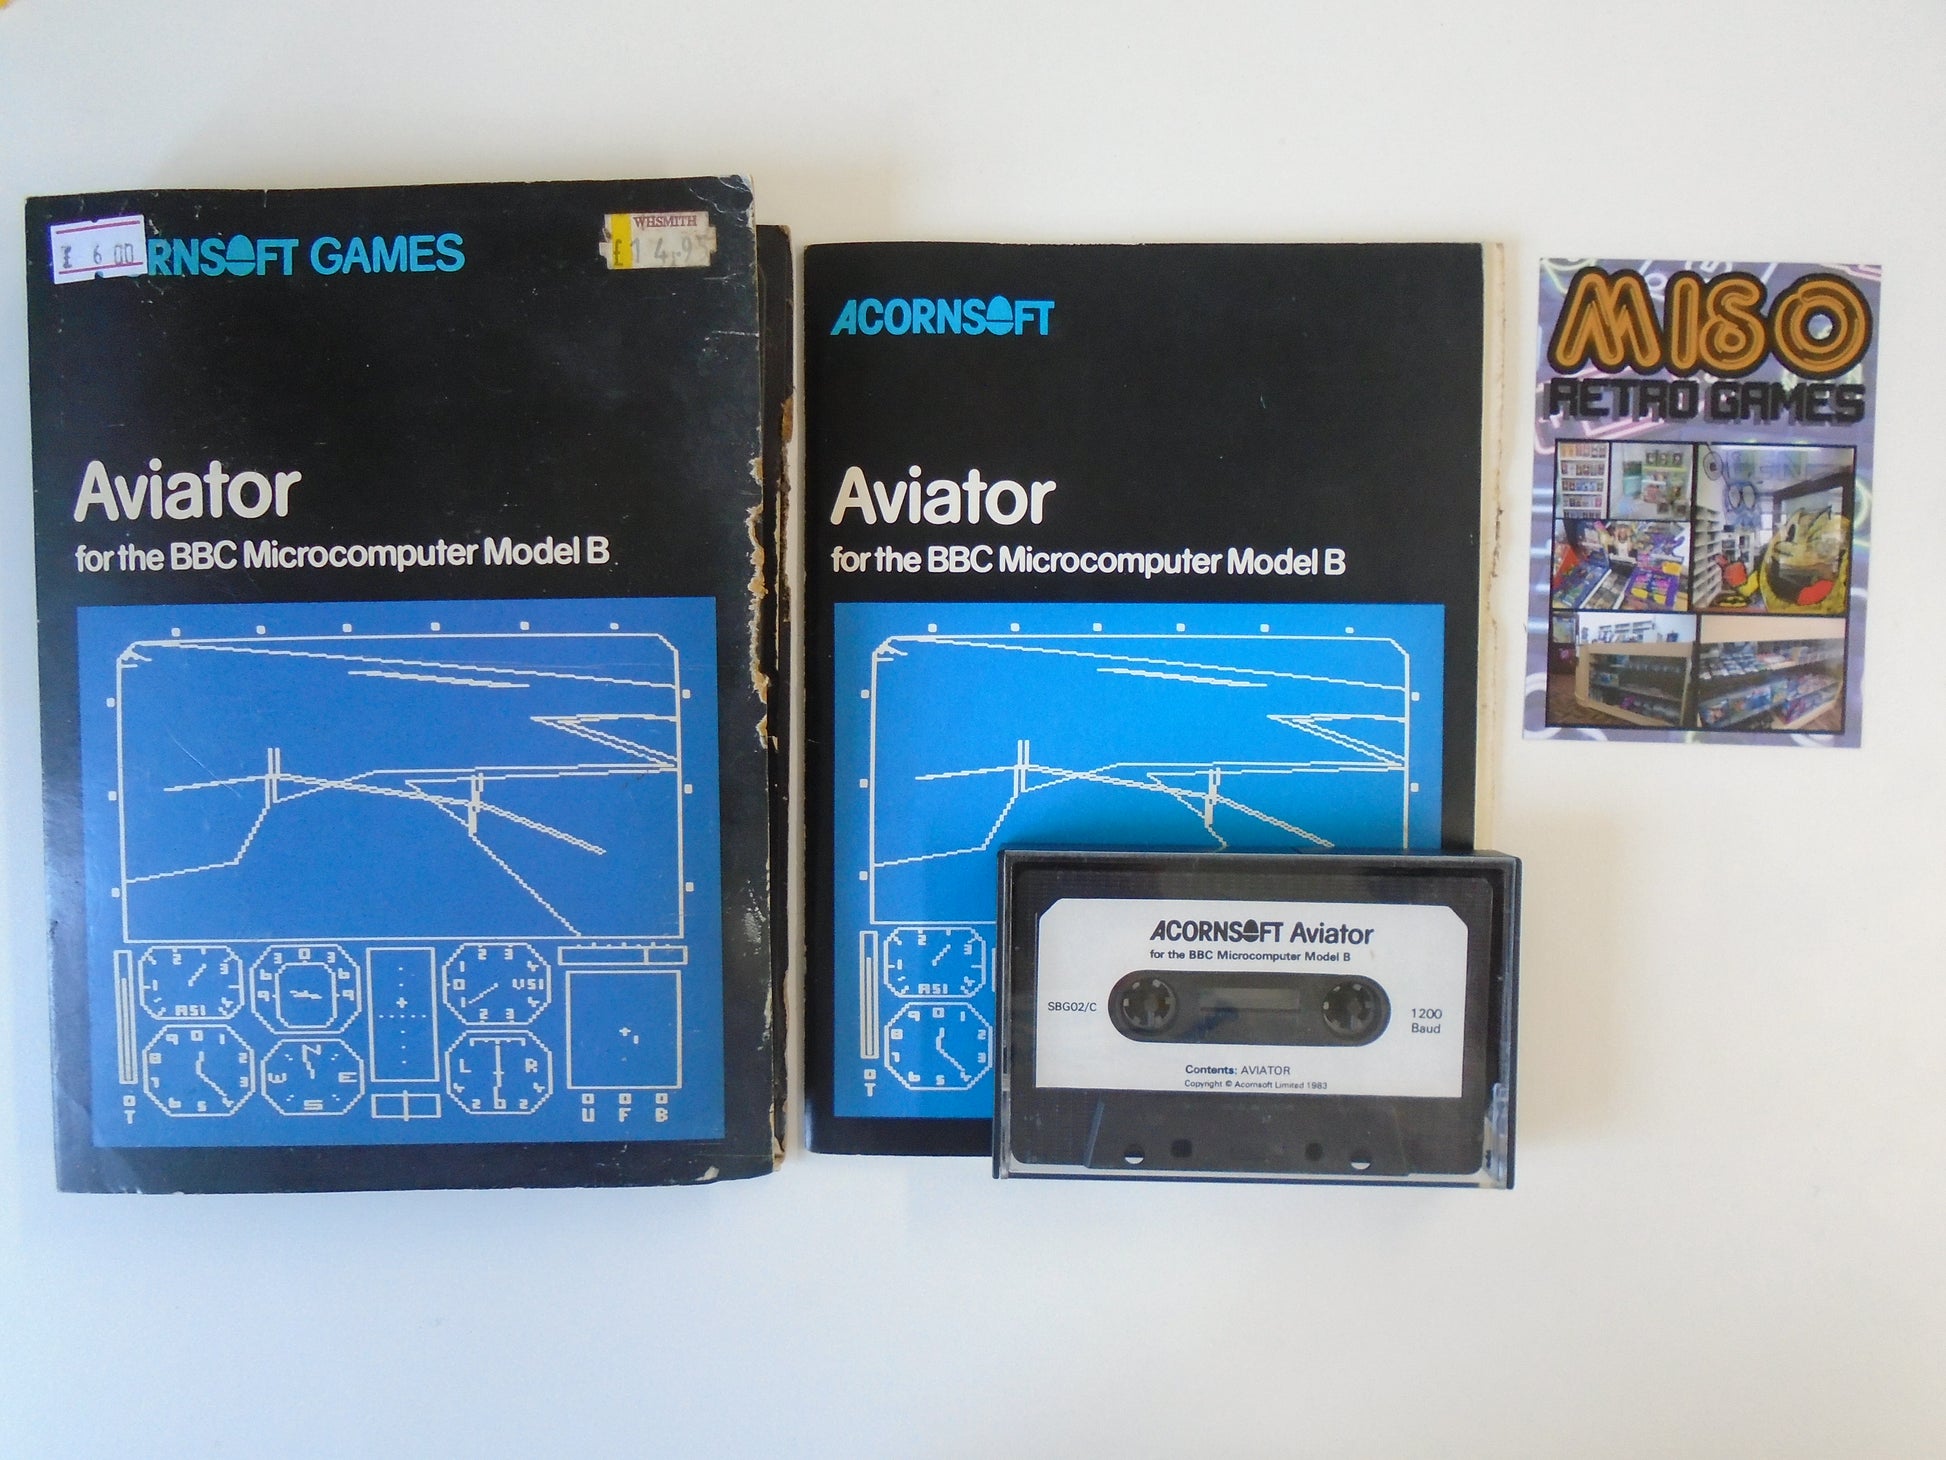 £ 6.00
RNSOFT GAMES
WHSMITH
£14.95
Aviator
for the BBC Microcomputer Model B
ASI
VSI
N
W E
S
L R
T
U F B
ACORNSOFT
Aviator
for the BBC Microcomputer Model B
ASI
T
ACORNSOFT Aviator
for the BBC Microcomputer Model B
SBG02/C
1200
Baud
Contents: AVIATOR
Copyright © Acornsoft Limited 1983
MISO
RETRO GAMES